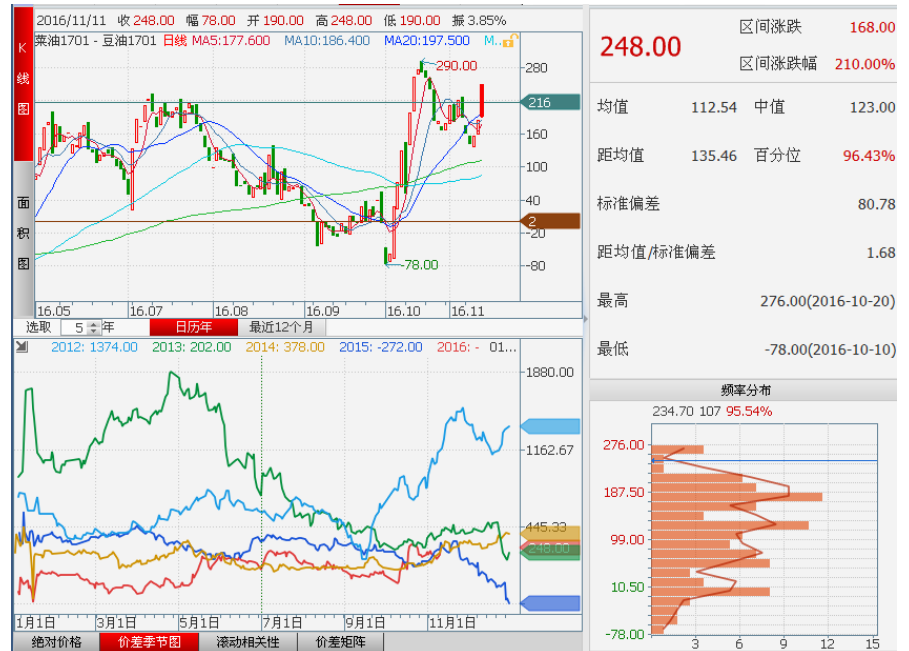 2016/11/11 收 248.00 幅 78.00 开 190.00 高 248.00 低 190.00 振 3.85%
菜油1701 - 豆油1701 日线 MA5:177.600 MA10:186.400 MA20:197.500 M..
K
线
图
面
积
图
290.00
-78.00
280
216
160
100
40
2
-20
-80
16.05 16.07 16.08 16.09 16.10 16.11
选取 5 年 日历年 最近12个月
2012: 1374.00 2013: 202.00 2014: 378.00 2015: -272.00 2016: - 01...
1880.00
1162.67
445.33
248.00
1月1日 3月1日 5月1日 7月1日 9月1日 11月1日
绝对价格 价差季节图 滚动相关性 价差矩阵
248.00
区间涨跌 168.00
区间涨跌幅 210.00%
均值 112.54 中值 123.00
距均值 135.46 百分位 96.43%
标准偏差 80.78
距均值/标准偏差 1.68
最高 276.00(2016-10-20)
最低 -78.00(2016-10-10)
频率分布
234.70 107 95.54%
276.00
187.50
99.00
10.50
-78.00
3 6 9 12 15